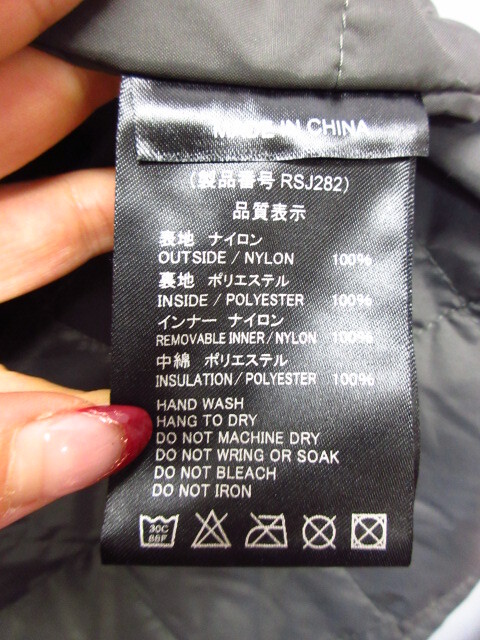 MADE IN CHINA
(製品番号 RSJ282)
品質表示
表地 ナイロン
OUTSIDE / NYLON 100%
裏地 ポリエステル
INSIDE / POLYESTER 100%
インナー ナイロン
REMOVABLE INNER / NYLON 100%
中綿 ポリエステル
INSULATION / POLYESTER 100%
HAND WASH
HANG TO DRY
DO NOT MACHINE DRY
DO NOT WRING OR SOAK
DO NOT BLEACH
DO NOT IRON
30C
86F